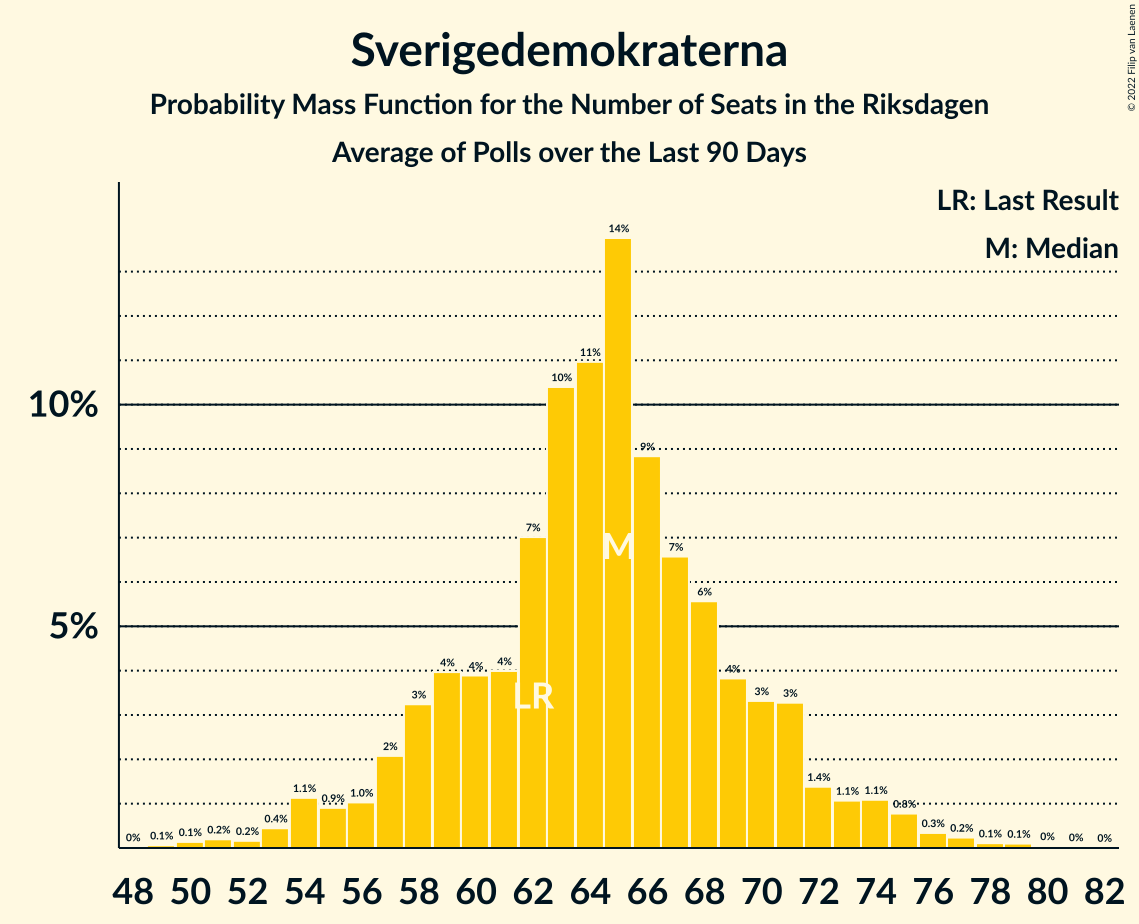 Sverigedemokraterna
Probability Mass Function for the Number of Seats in the Riksdagen
Average of Polls over the Last 90 Days
© 2022 Filip van Laenen
LR: Last Result
M: Median
10%
5%
0% 0.1% 0.1% 0.2% 0.2% 0.4% 1.1% 0.9% 1.0% 2% 3% 4% 4% 4% 7% 10% 11% 14% 9% 7% 6% 4% 3% 3% 1.4% 1.1% 1.1% 0.8% 0.3% 0.2% 0.1% 0.1% 0% 0% 0%
M
LR
48 50 52 54 56 58 60 62 64 66 68 70 72 74 76 78 80 82